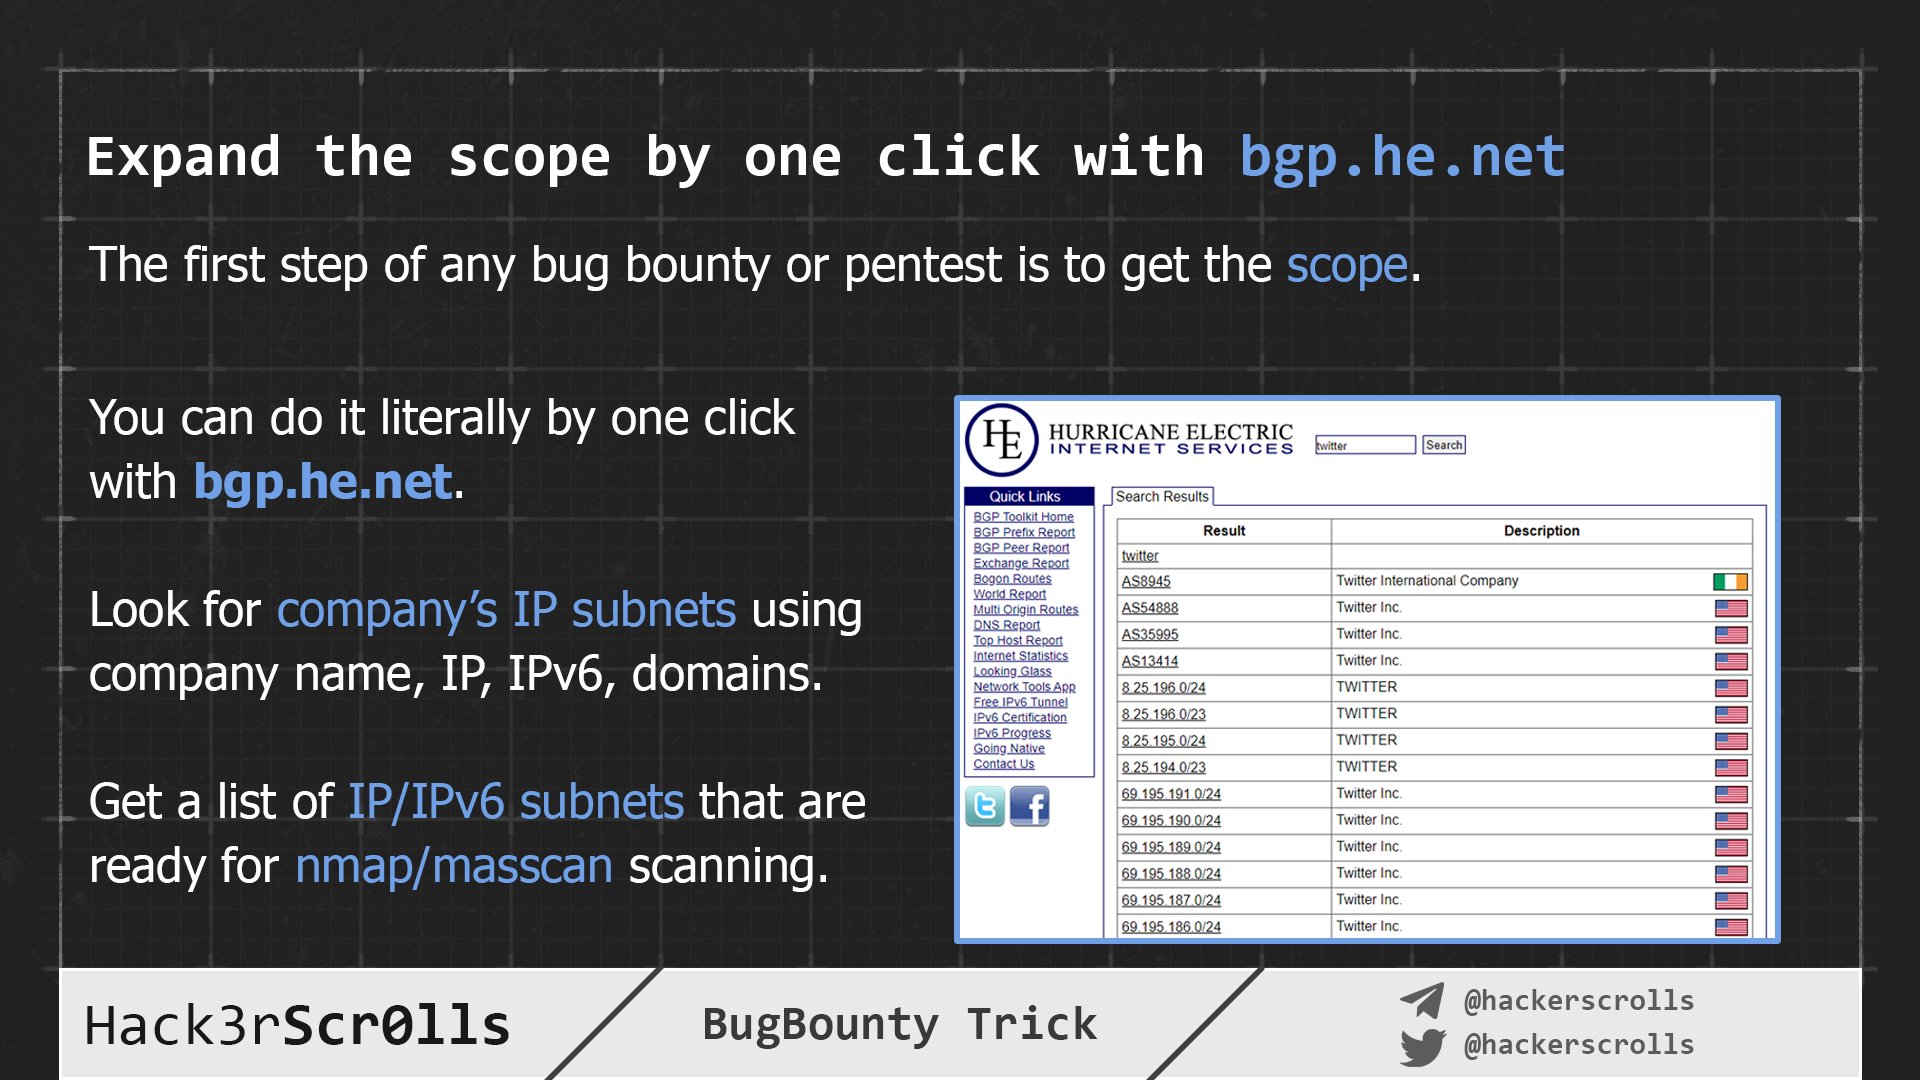 Expand the scope by one click with bgp.he.net
The first step of any bug bounty or pentest is to get the scope.
You can do it literally by one click
with bgp.he.net.
Look for company’s IP subnets using
company name, IP, IPv6, domains.
Get a list of IP/IPv6 subnets that are
ready for nmap/masscan scanning.
HE
HURRICANE ELECTRIC
INTERNET SERVICES
twitter
Search
Quick Links
BGP Toolkit Home
BGP Prefix Report
BGP Peer Report
Exchange Report
Bogon Routes
World Report
Multi Origin Routes
DNS Report
Top Host Report
Internet Statistics
Looking Glass
Network Tools App
Free IPv6 Tunnel
IPv6 Certification
IPv6 Progress
Going Native
Contact Us
Search Results
Result Description
twitter
AS8945 Twitter International Company
AS54888 Twitter Inc.
AS35995 Twitter Inc.
AS13414 Twitter Inc.
8.25.196.0/24 TWITTER
8.25.196.0/23 TWITTER
8.25.195.0/24 TWITTER
8.25.194.0/23 TWITTER
69.195.191.0/24 Twitter Inc.
69.195.190.0/24 Twitter Inc.
69.195.189.0/24 Twitter Inc.
69.195.188.0/24 Twitter Inc.
69.195.187.0/24 Twitter Inc.
69.195.186.0/24 Twitter Inc.
Hack3rScr0lls
BugBounty Trick
@hackerscrolls
@hackerscrolls